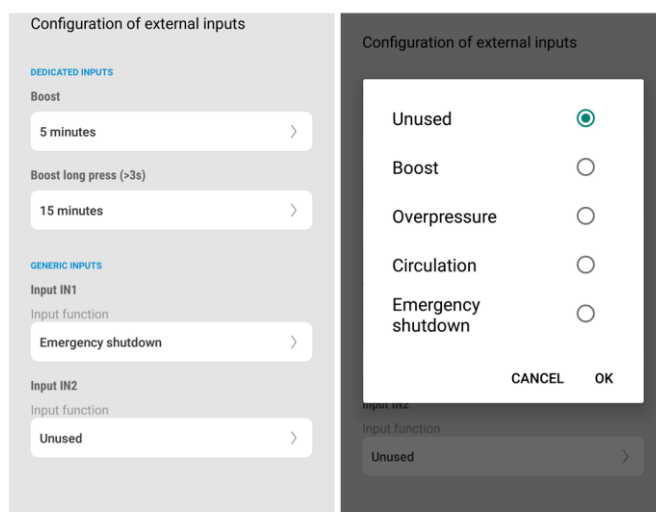 Configuration of external inputs
DEDICATED INPUTS
Boost
5 minutes
Boost long press (>3s)
15 minutes
GENERIC INPUTS
Input IN1
Input function
Emergency shutdown
Input IN2
Input function
Unused
Configuration of external inputs
Unused
Boost
Overpressure
Circulation
Emergency
shutdown
CANCEL OK
Input IN2
Input function
Unused